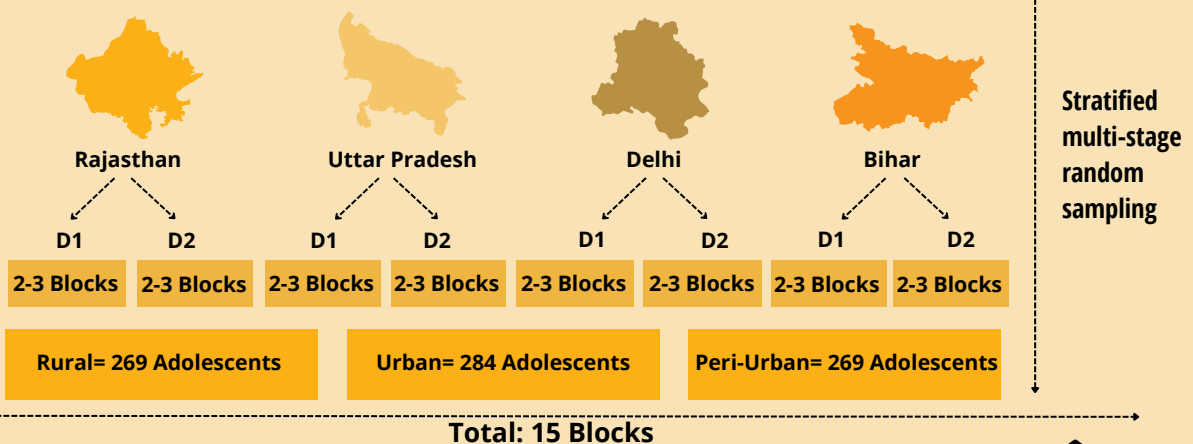 Rajasthan
Uttar Pradesh
Delhi
Bihar
Stratified
multi-stage
random
sampling
D1
D2
D1
D2
D1
D2
D1
D2
2-3 Blocks
2-3 Blocks
2-3 Blocks
2-3 Blocks
2-3 Blocks
2-3 Blocks
2-3 Blocks
2-3 Blocks
Rural= 269 Adolescents
Urban= 284 Adolescents
Peri-Urban= 269 Adolescents
Total: 15 Blocks